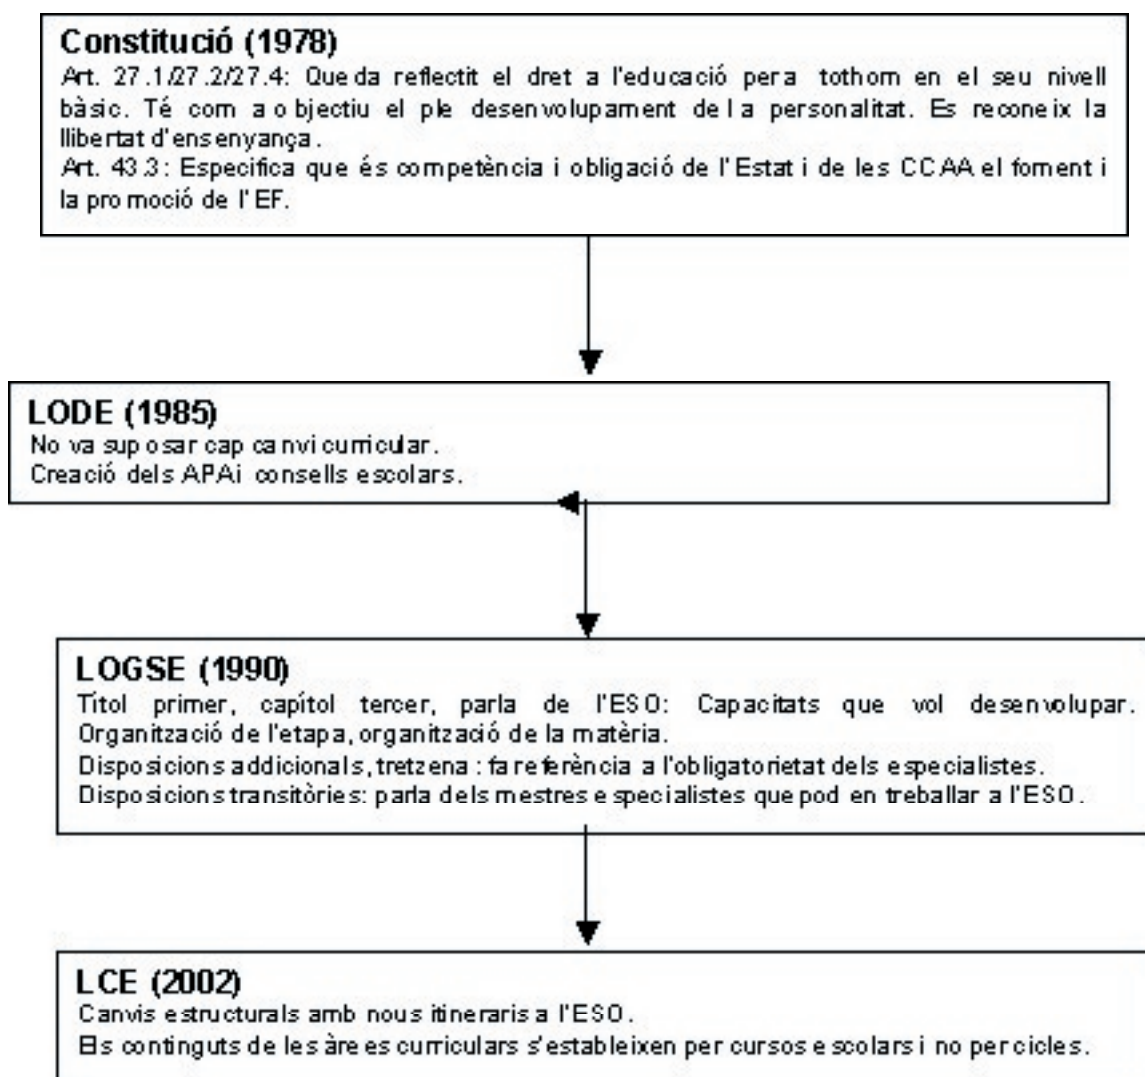 Constitució (1978)
Art. 27.1/27.2/27.4: Queda reflectit el dret a l'educació per a tothom en el seu nivell
bàsic. Té com a objectiu el ple desenvolupament de la personalitat. Es reconeix la
llibertat d'ensenyança.
Art. 43.3: Especifica que és competència i obligació de l'Estat i de les CCAA el foment i
la promoció de l'EF.
LODE (1985)
No va suposar cap canvi curricular.
Creació dels APA i consells escolars.
LOGSE (1990)
Títol primer, capítol tercer, parla de l'ESO: Capacitats que vol desenvolupar.
Organització de l'etapa, organització de la matèria.
Disposicions addicionals, tretzena: fa referència a l'obligatorietat dels especialistes.
Disposicions transitòries: parla dels mestres especialistes que poden treballar a l'ESO.
LCE (2002)
Canvis estructurals amb nous itineraris a l'ESO.
Els continguts de les àrees curriculars s'estableixen per cursos escolars i no per cicles.